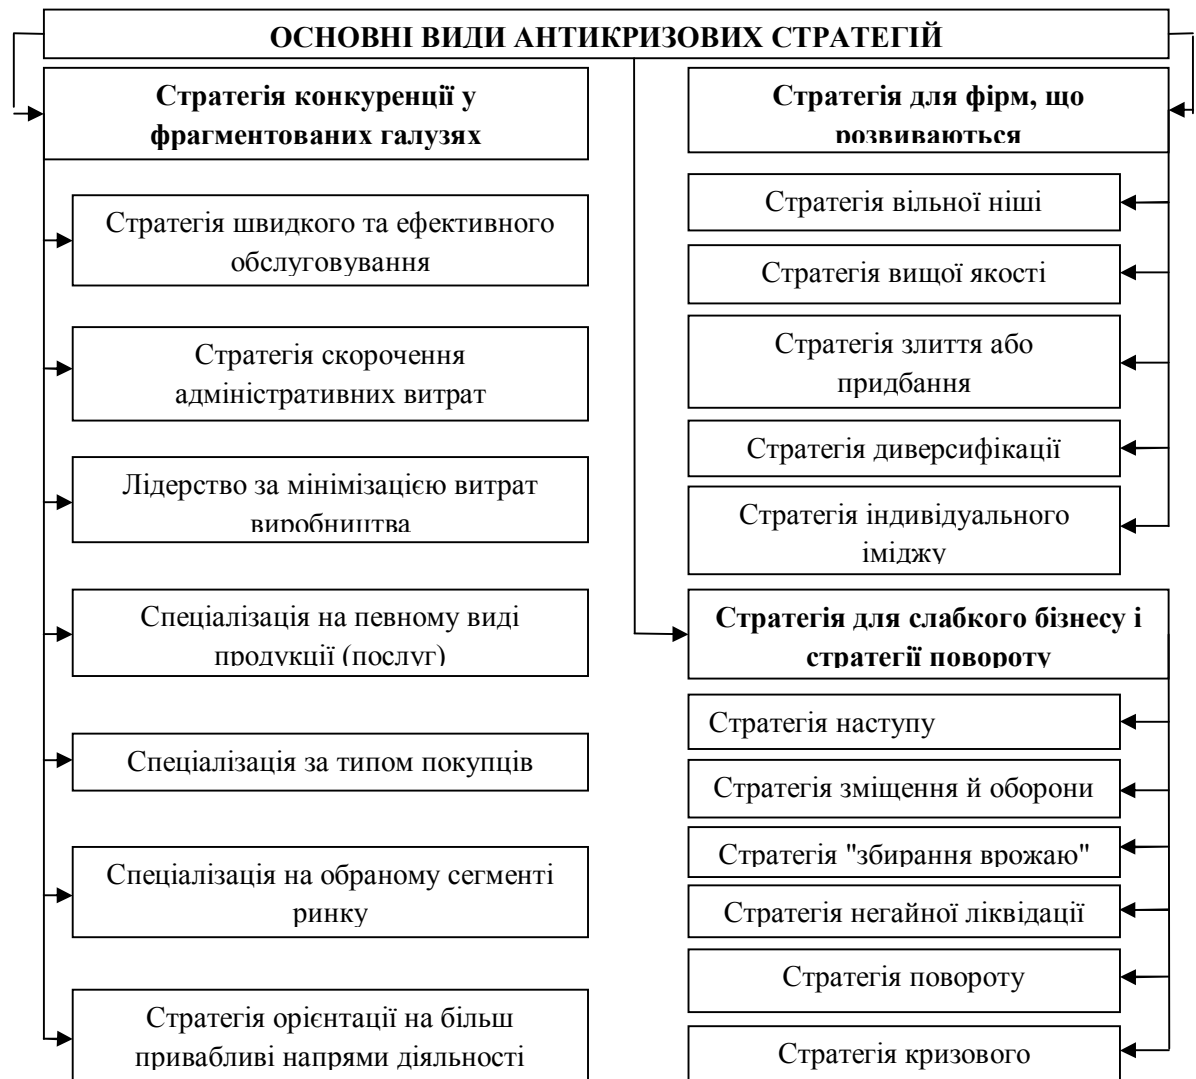 ОСНОВНІ ВИДИ АНТИКРИЗОВИХ СТРАТЕГІЙ
Стратегія конкуренції у
фрагментованих галузях
Стратегія швидкого та ефективного
обслуговування
Стратегія скорочення
адміністративних витрат
Лідерство за мінімізацією витрат
виробництва
Спеціалізація на певному виді
продукції (послуг)
Спеціалізація за типом покупців
Спеціалізація на обраному сегменті
ринку
Стратегія орієнтації на більш
привабливі напрями діяльності
Стратегія для фірм, що
розвиваються
Стратегія вільної ніші
Стратегія вищої якості
Стратегія злиття або
придбання
Стратегія диверсифікації
Стратегія індивідуального
іміджу
Стратегія для слабкого бізнесу і
стратегії повороту
Стратегія наступу
Стратегія зміщення й оборони
Стратегія "збирання врожаю"
Стратегія негайної ліквідації
Стратегія повороту
Стратегія кризового